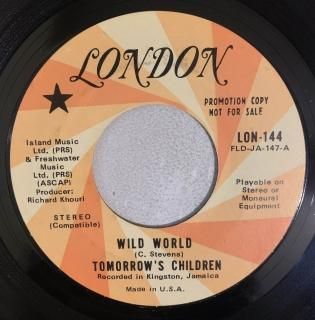 LONDON
PROMOTION COPY
NOT FOR SALE
LON-144
FLD-JA-147-A
Island Music
Ltd. (PRS)
& Freshwater
Music
Ltd. (PRS)
(ASCAP)
Producer:
Richard Khouri
STEREO
(Compatible)
Playable on
Stereo or
Monaural
Equipment
WILD WORLD
(C. Stevens)
TOMORROW'S CHILDREN
Recorded in Kingston, Jamaica
Made in U.S.A.